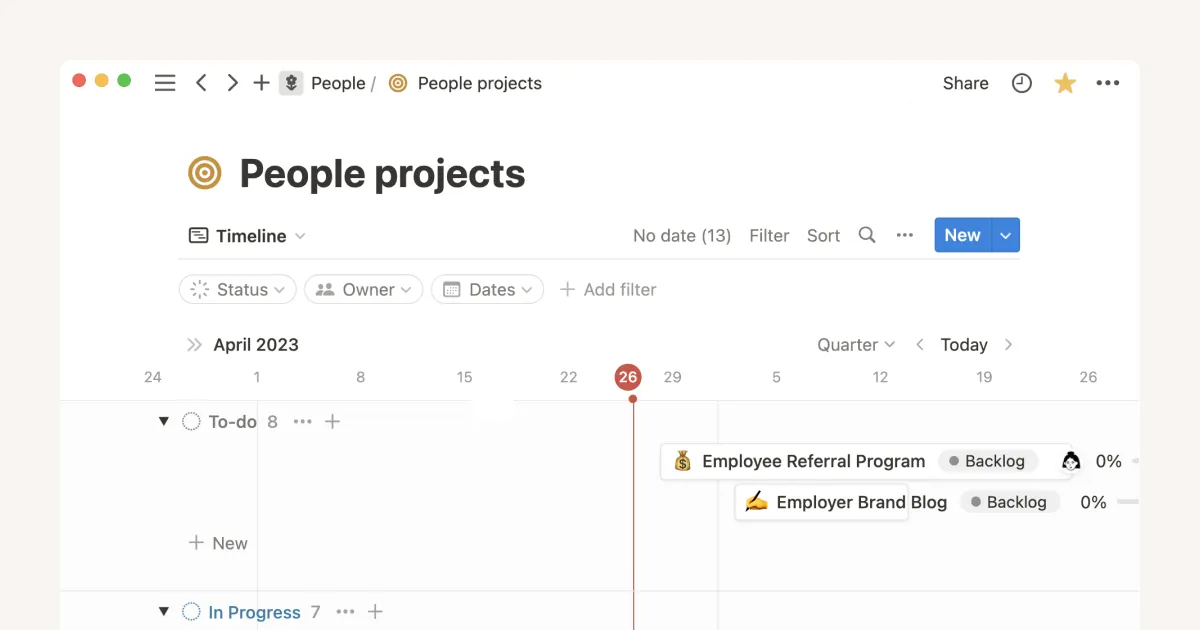 People / People projects Share
People projects
Timeline No date (13) Filter Sort New
Status Owner Dates + Add filter
April 2023 Quarter Today
24 1 8 15 22 26 29 5 12 19 26
To-do 8 ... +
Employee Referral Program Backlog 0%
Employer Brand Blog Backlog 0%
+ New
In Progress 7 ... +